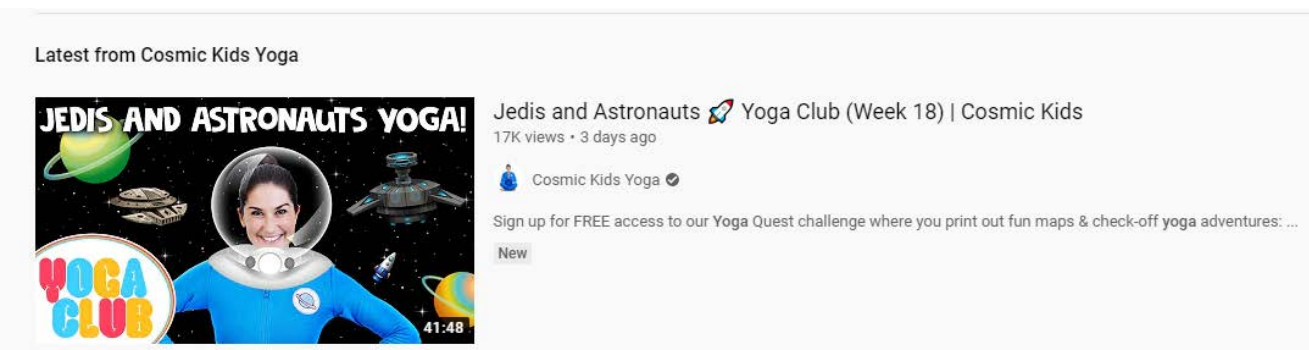 Latest from Cosmic Kids Yoga
JEDIS AND ASTRONAUTS YOGA!
YOGA
CLUB
41:48
Jedis and Astronauts 🚀 Yoga Club (Week 18) | Cosmic Kids
17K views • 3 days ago
Cosmic Kids Yoga
Sign up for FREE access to our Yoga Quest challenge where you print out fun maps & check-off yoga adventures: ...
New